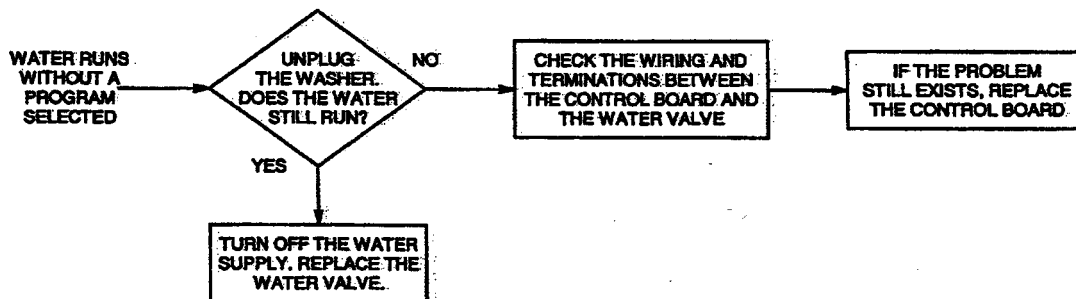 WATER RUNS
WITHOUT A
PROGRAM
SELECTED
UNPLUG
THE WASHER.
DOES THE WATER
STILL RUN?
NO
CHECK THE WIRING AND
TERMINATIONS BETWEEN
THE CONTROL BOARD AND
THE WATER VALVE
IF THE PROBLEM
STILL EXISTS, REPLACE
THE CONTROL BOARD
YES
TURN OFF THE WATER
SUPPLY. REPLACE THE
WATER VALVE.